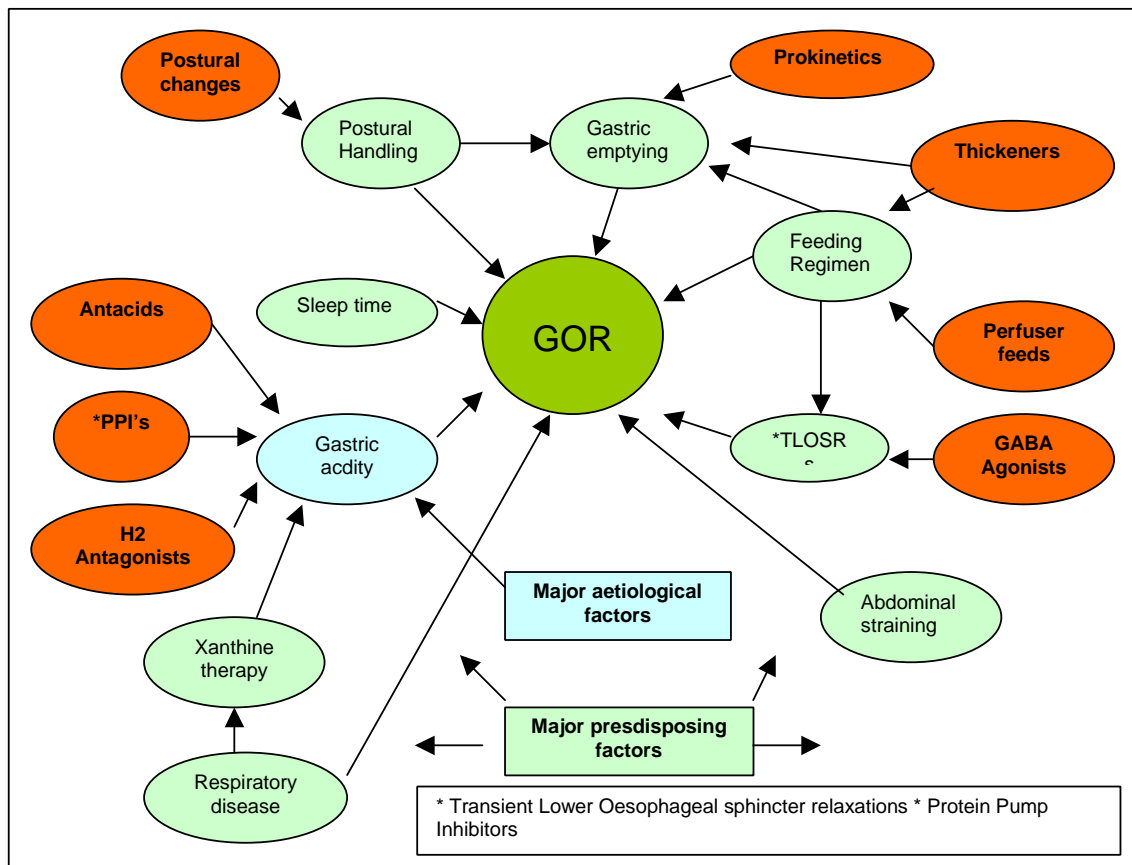 Postural
changes
Prokinetics
Postural
Handling
Gastric
emptying
Thickeners
Feeding
Regimen
Sleep time
Antacids
GOR
Perfuser
feeds
*PPI's
Gastric
acdity
*TLOSR
s
GABA
Agonists
H2
Antagonists
Major aetiological
factors
Abdominal
straining
Xanthine
therapy
Major presdisposing
factors
Respiratory
disease
* Transient Lower Oesophageal sphincter relaxations * Protein Pump
Inhibitors